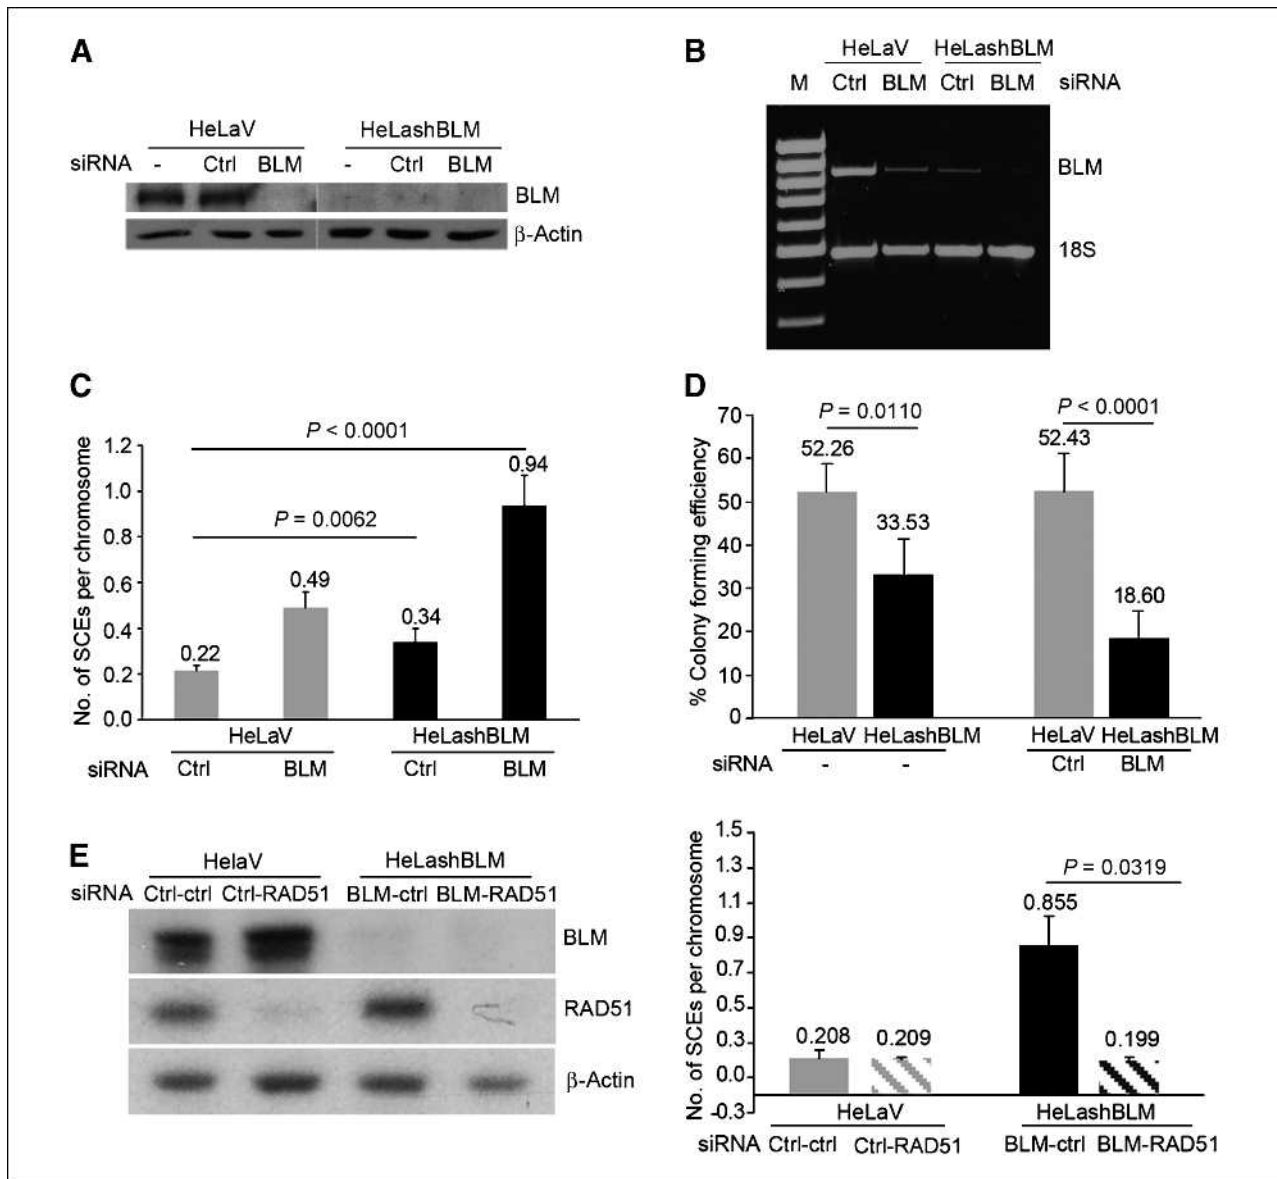 A
HeLaV HeLashBLM
siRNA - Ctrl BLM - Ctrl BLM
BLM
β-Actin
B
HeLaV HeLashBLM
M Ctrl BLM Ctrl BLM siRNA
BLM
18S
C
No. of SCEs per chromosome
1.2
1.0
0.8
0.6
0.4
0.2
0.0
P < 0.0001
P = 0.0062
0.22
0.49
0.34
0.94
HeLaV HeLashBLM
siRNA Ctrl BLM Ctrl BLM
D
% Colony forming efficiency
70
60
50
40
30
20
10
0
P = 0.0110
P < 0.0001
52.26
33.53
52.43
18.60
HeLaV HeLashBLM HeLaV HeLashBLM
siRNA - - Ctrl BLM
E
HelaV HeLashBLM
siRNA Ctrl-ctrl Ctrl-RAD51 BLM-ctrl BLM-RAD51
BLM
RAD51
β-Actin
No. of SCEs per chromosome
1.5
1.3
1.1
0.9
0.7
0.5
0.3
0.0
-0.3
P = 0.0319
0.208
0.209
0.855
0.199
HeLaV HeLashBLM
siRNA Ctrl-ctrl Ctrl-RAD51 BLM-ctrl BLM-RAD51